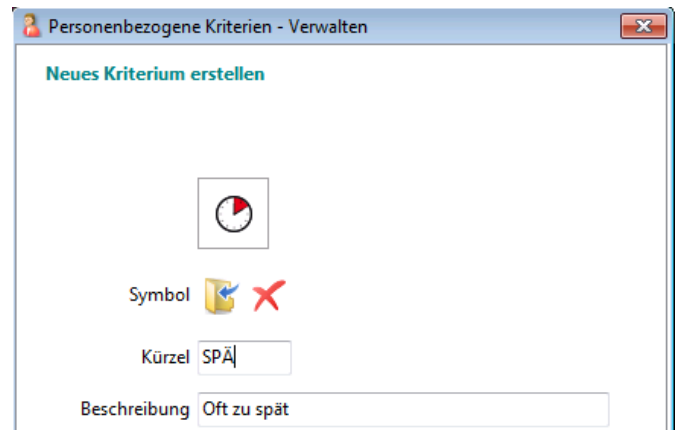 Personenbezogene Kriterien - Verwalten
Neues Kriterium erstellen
Symbol
Kürzel SPÄ
Beschreibung Oft zu spät